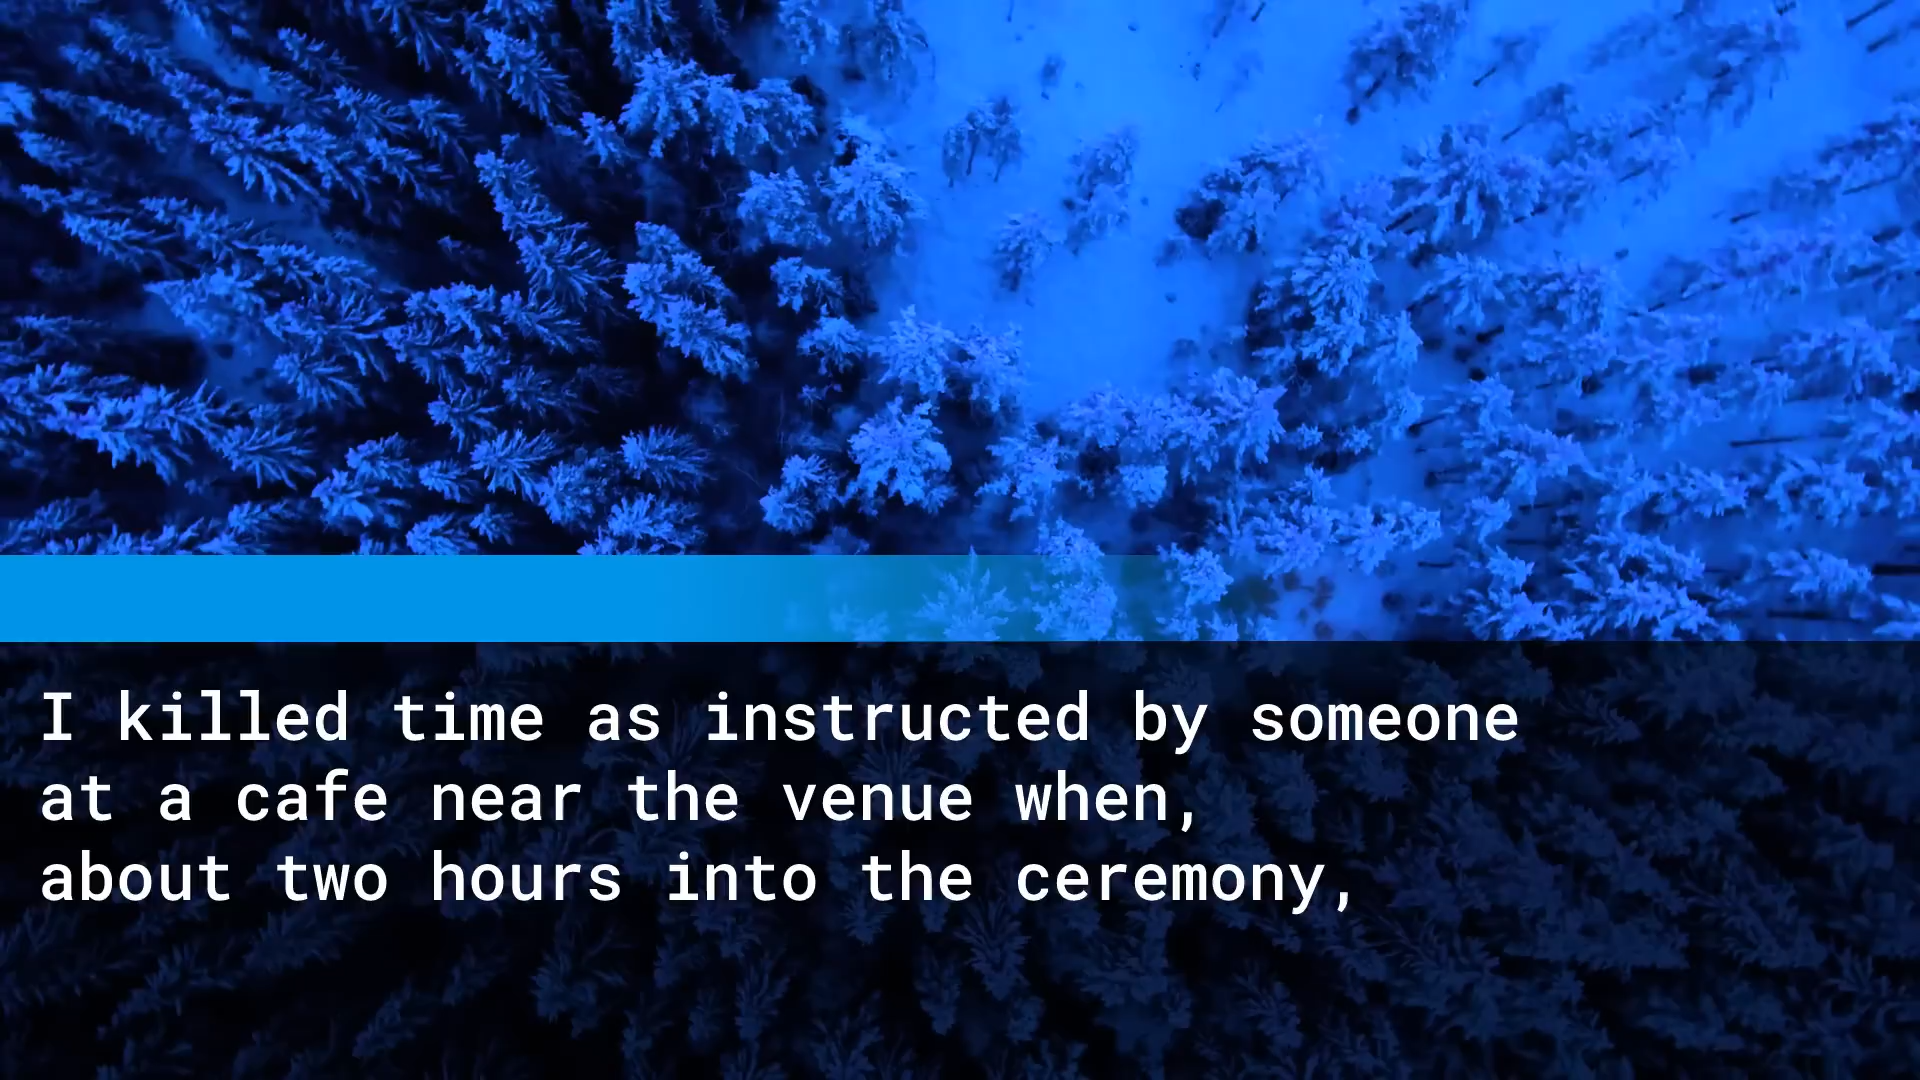 I killed time as instructed by someone
at a cafe near the venue when,
about two hours into the ceremony,